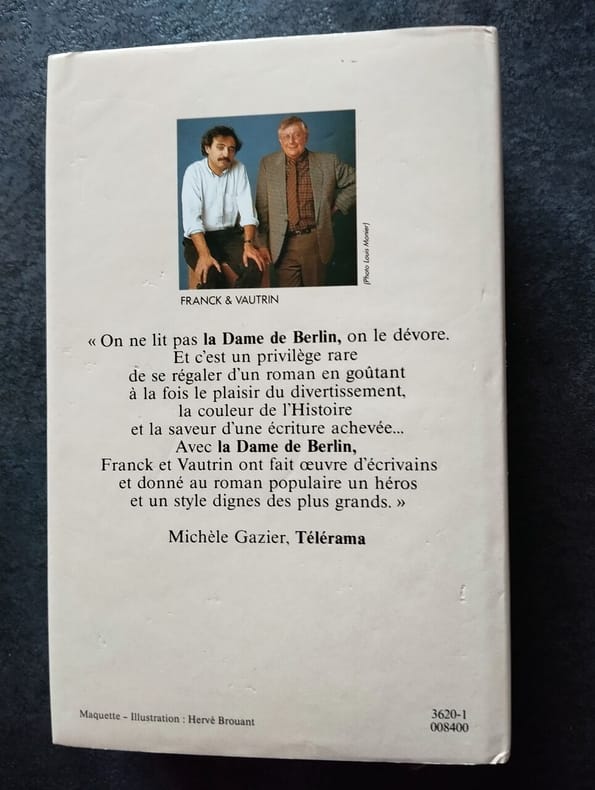 (Photo Louis Monier)
FRANCK & VAUTRIN
« On ne lit pas la Dame de Berlin, on le dévore.
Et c'est un privilège rare
de se régaler d'un roman en goûtant
à la fois le plaisir du divertissement,
la couleur de l'Histoire
et la saveur d'une écriture achevée...
Avec la Dame de Berlin,
Franck et Vautrin ont fait œuvre d'écrivains
et donné au roman populaire un héros
et un style dignes des plus grands. »
Michèle Gazier, Télérama
Maquette – Illustration : Hervé Brouant
3620-1
008400